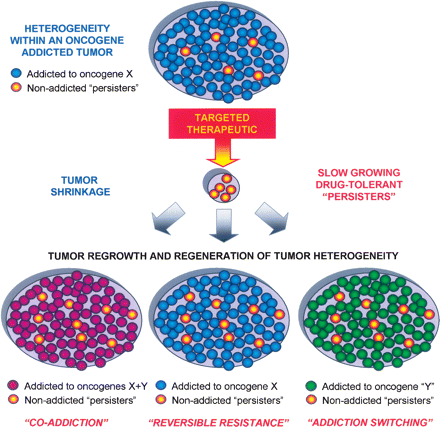 HETEROGENEITY
WITHIN AN ONCOGENE
ADDICTED TUMOR
Addicted to oncogene X
Non-addicted “persisters”
TARGETED
THERAPEUTIC
TUMOR
SHRINKAGE
SLOW GROWING
DRUG-TOLERANT
“PERSISTERS”
TUMOR REGROWTH AND REGENERATION OF TUMOR HETEROGENEITY
Addicted to oncogenes X+Y
Non-addicted “persisters”
“CO-ADDICTION”
Addicted to oncogene X
Non-addicted “persisters”
“REVERSIBLE RESISTANCE”
Addicted to oncogene “Y”
Non-addicted “persisters”
“ADDICTION SWITCHING”